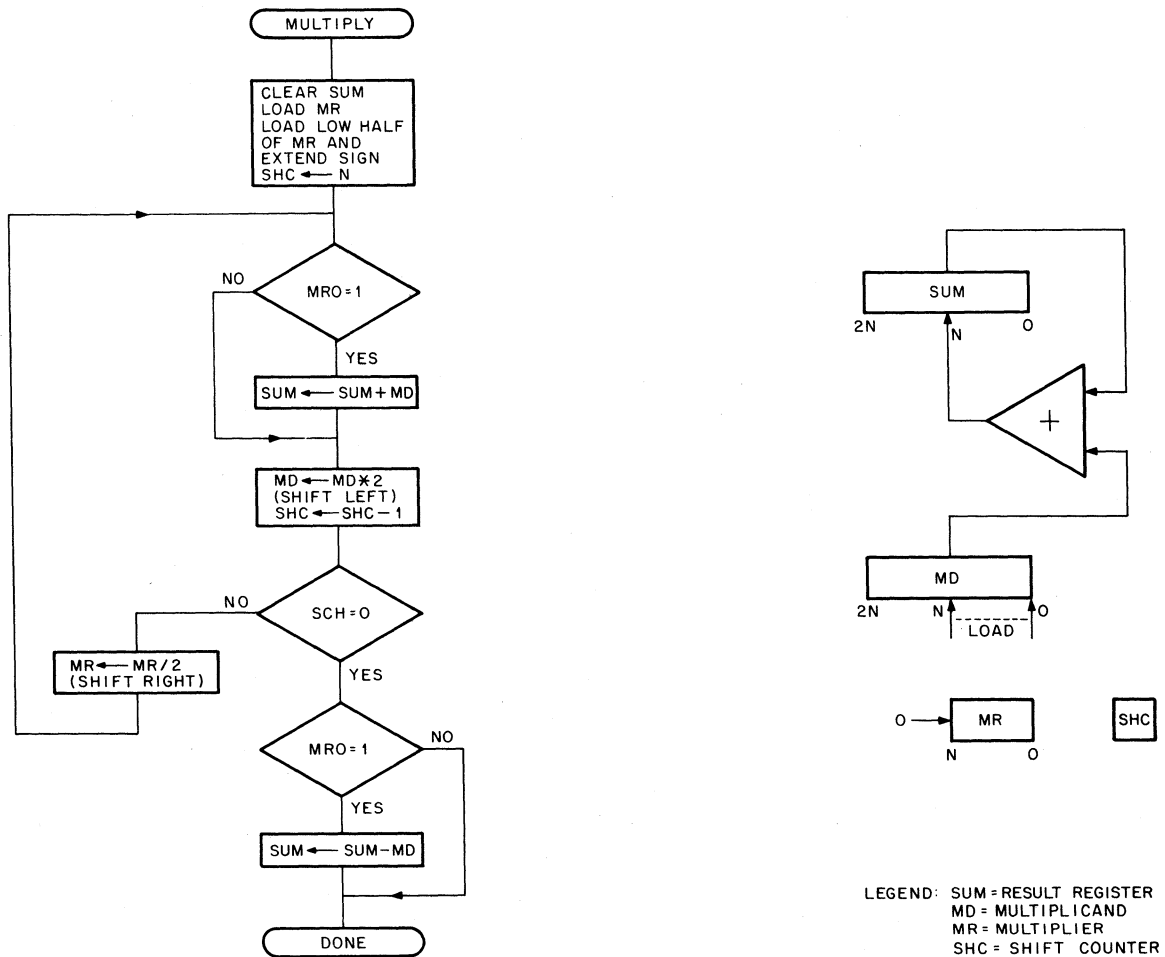 MULTIPLY
CLEAR SUM
LOAD MR
LOAD LOW HALF
OF MR AND
EXTEND SIGN
SHC ← N
NO
MRO = 1
YES
SUM ← SUM + MD
MD ← MD * 2
(SHIFT LEFT)
SHC ← SHC - 1
NO
SCH = 0
YES
MR ← MR/2
(SHIFT RIGHT)
MRO = 1
NO
YES
SUM ← SUM - MD
DONE
SUM
2N
N
0
+
MD
2N
N
0
LOAD
0
MR
N
0
SHC
LEGEND: SUM = RESULT REGISTER
MD = MULTIPLICAND
MR = MULTIPLIER
SHC = SHIFT COUNTER